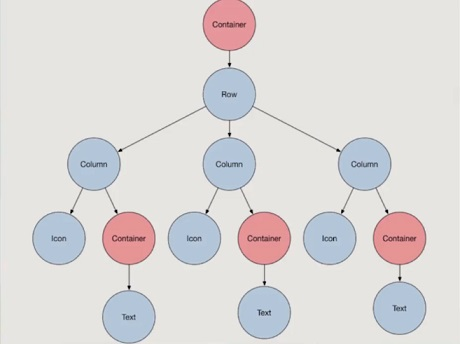 Container
Row
Column
Column
Column
Icon
Container
Icon
Container
Icon
Container
Text
Text
Text